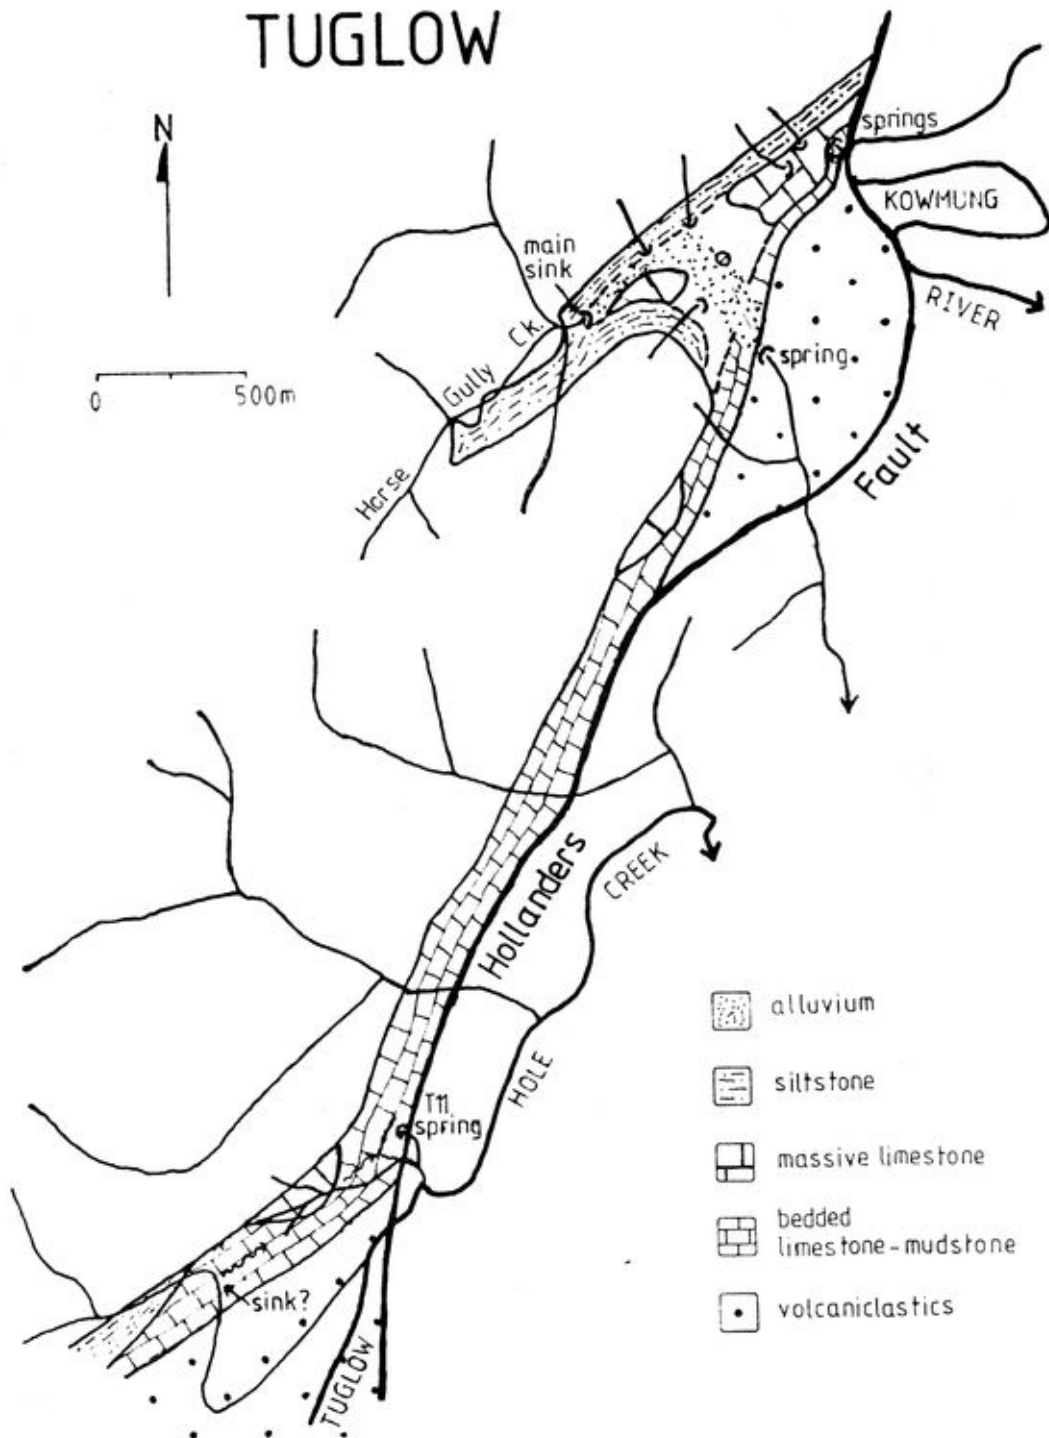 TUGLOW
N
springs
KOWMUNG
RIVER
main
sink
Ck.
Gully
Horse
0 500m
spring
Fault
Hollanders
CREEK
HOLE
T11
spring
sink?
TUGLOW
alluvium
siltstone
massive limestone
bedded
limestone-mudstone
volcaniclastics